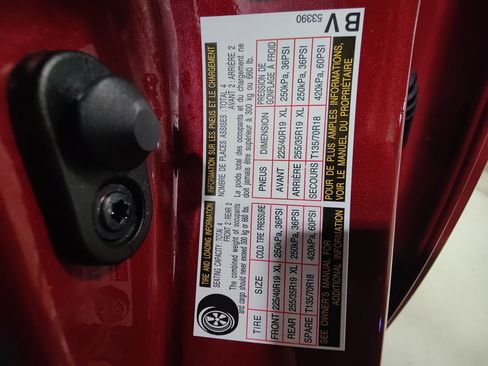 TIRE AND LOADING INFORMATION
SEATING CAPACITY: TOTAL 4
FRONT 2: REAR 2
The combined weight of occupants
and cargo should never exceed 300 kg or 660 lbs.
TIRE SIZE COLD TIRE PRESSURE
FRONT 225/40R19 XL 250kPa, 36PSI
REAR 255/35R19 XL 250kPa, 36PSI
SPARE T135/70R18 420kPa, 60PSI
SEE OWNER'S MANUAL FOR
ADDITIONAL INFORMATION
INFORMATION SUR LES PNEUS ET LE CHARGEMENT
NOMBRE DE PLACES ASSISES: TOTAL 4
AVANT 2: ARRIÈRE 2
Le poids total des occupants et du chargement ne
doit jamais être supérieur à 300 kg ou 660 lb.
PNEUS DIMENSION PRESSION DE
GONFLAGE À FROID
AVANT 225/40R19 XL 250kPa, 36PSI
ARRIÈRE 255/35R19 XL 250kPa, 36PSI
SECOURS T135/70R18 420kPa, 60PSI
POUR DE PLUS AMPLES INFORMATIONS,
VOIR LE MANUEL DU PROPRIÉTAIRE
53390
BV